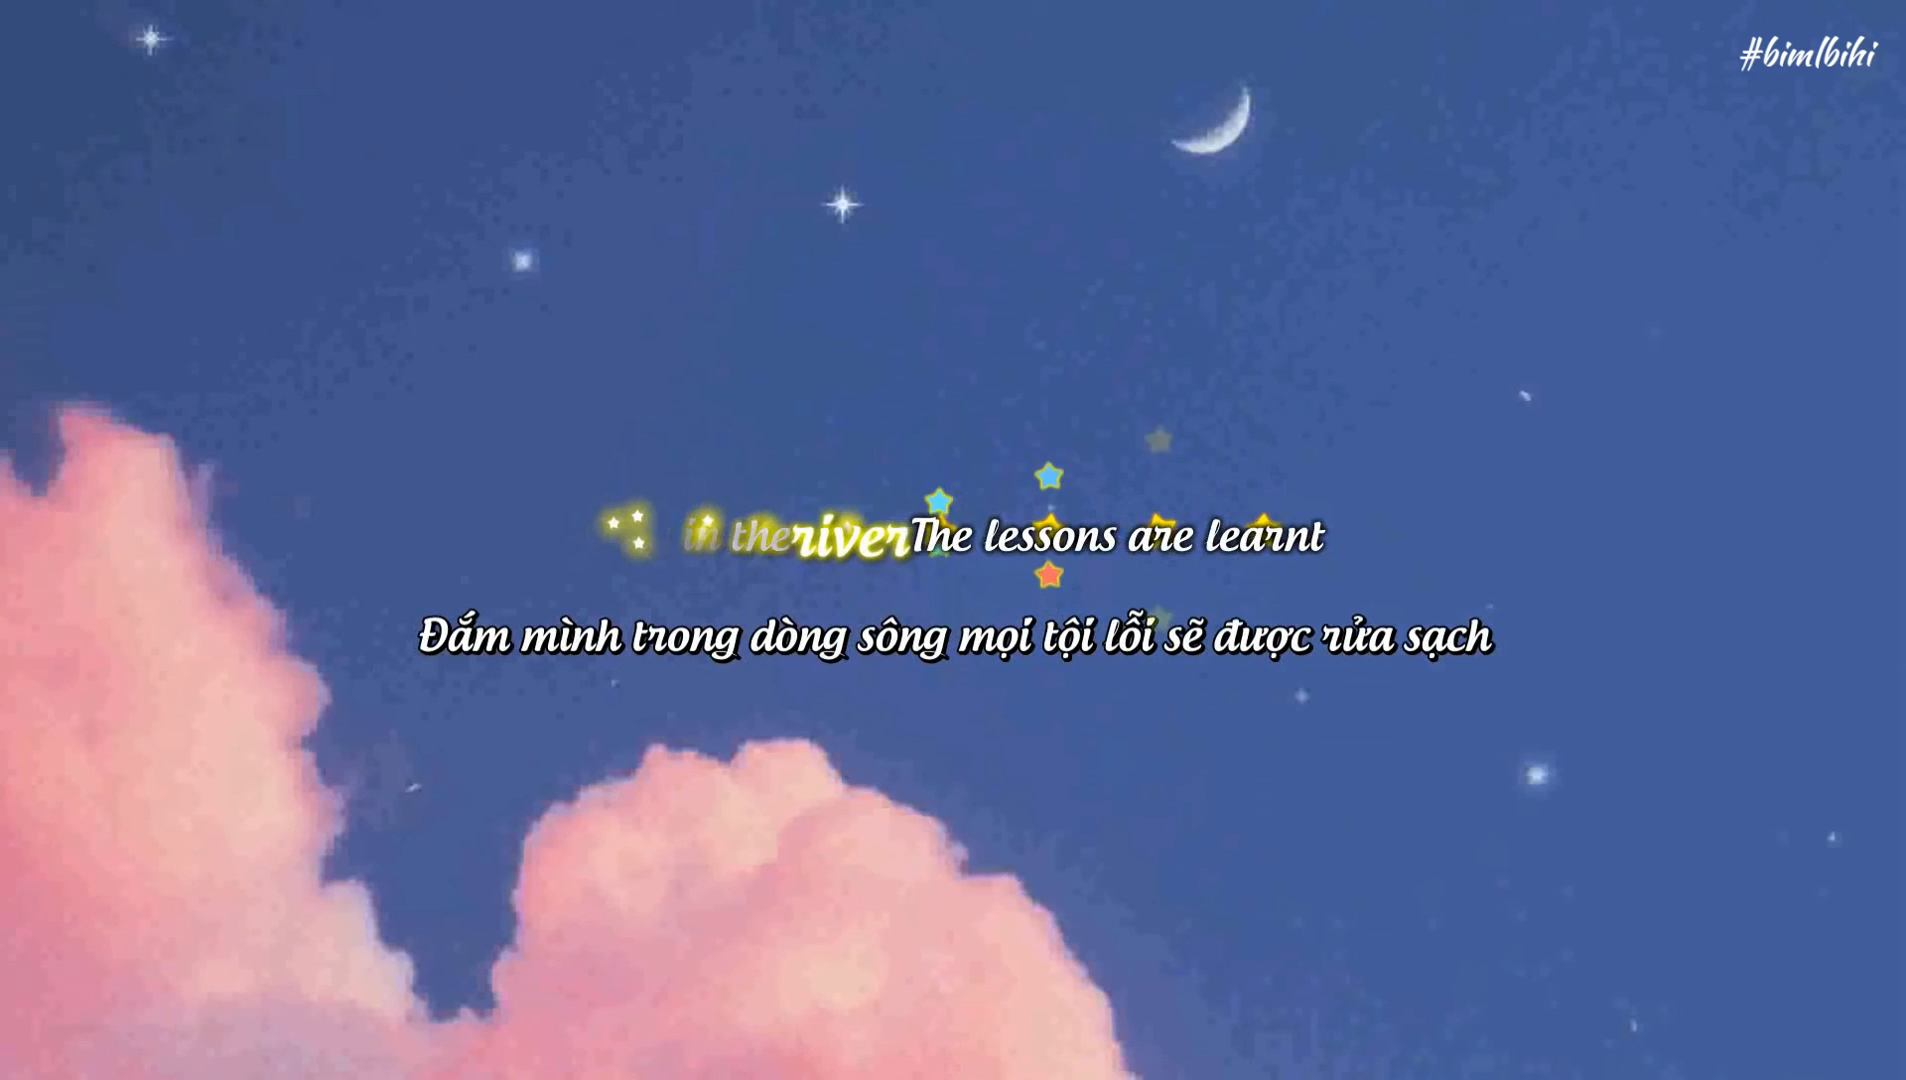 #bimlbihi
in the river The lessons are learnt
Đắm mình trong dòng sông mọi tội lỗi sẽ được rửa sạch